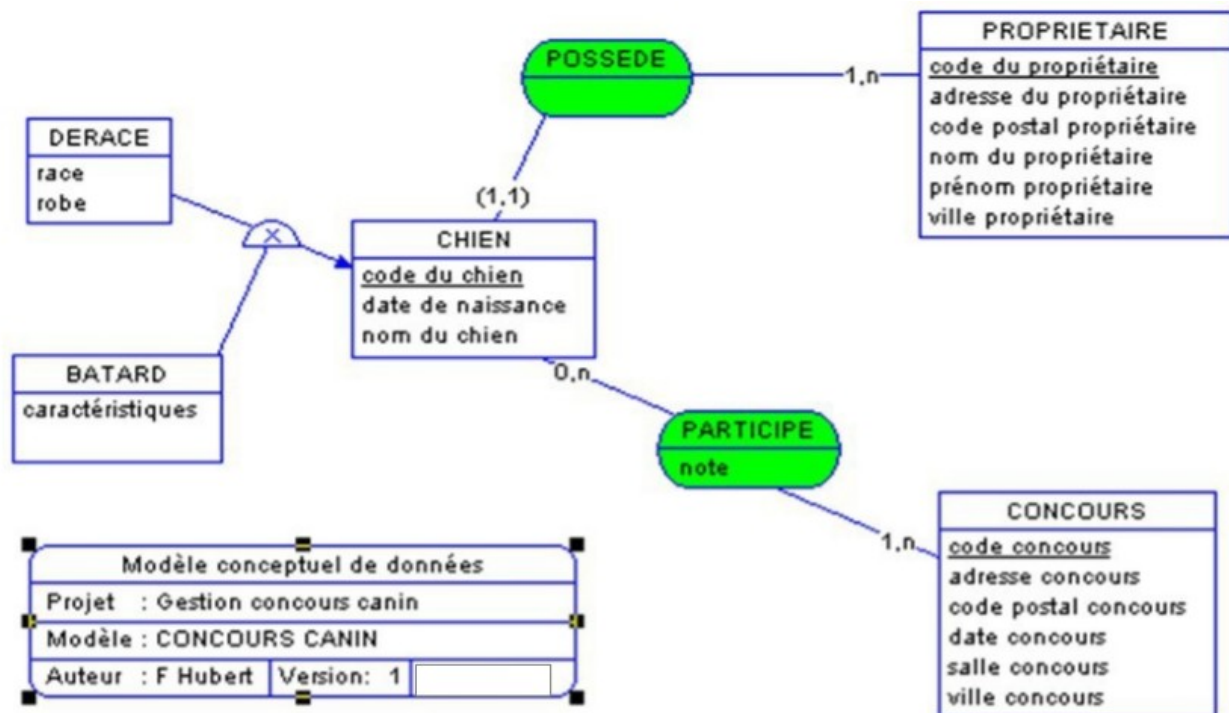 POSSEDE
1,n
PROPRIETAIRE
code du propriétaire
adresse du propriétaire
code postal propriétaire
nom du propriétaire
prénom propriétaire
ville propriétaire
DERACE
race
robe
X
(1,1)
CHIEN
code du chien
date de naissance
nom du chien
BATARD
caractéristiques
0,n
PARTICIPE
note
1,n
CONCOURS
code concours
adresse concours
code postal concours
date concours
salle concours
ville concours
Modèle conceptuel de données
Projet : Gestion concours canin
Modèle : CONCOURS CANIN
Auteur : F Hubert Version: 1